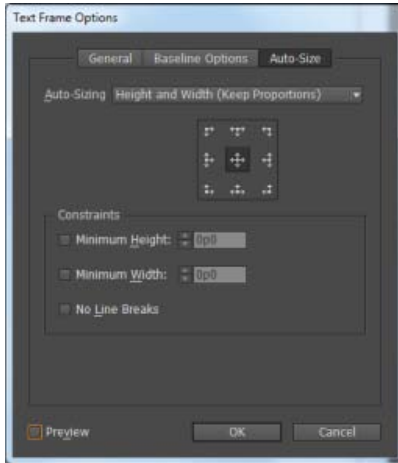 Text Frame Options
General Baseline Options Auto-Size
Auto-Sizing Height and Width (Keep Proportions)
Constraints
Minimum Height: 0p0
Minimum Width: 0p0
No Line Breaks
Preview OK Cancel